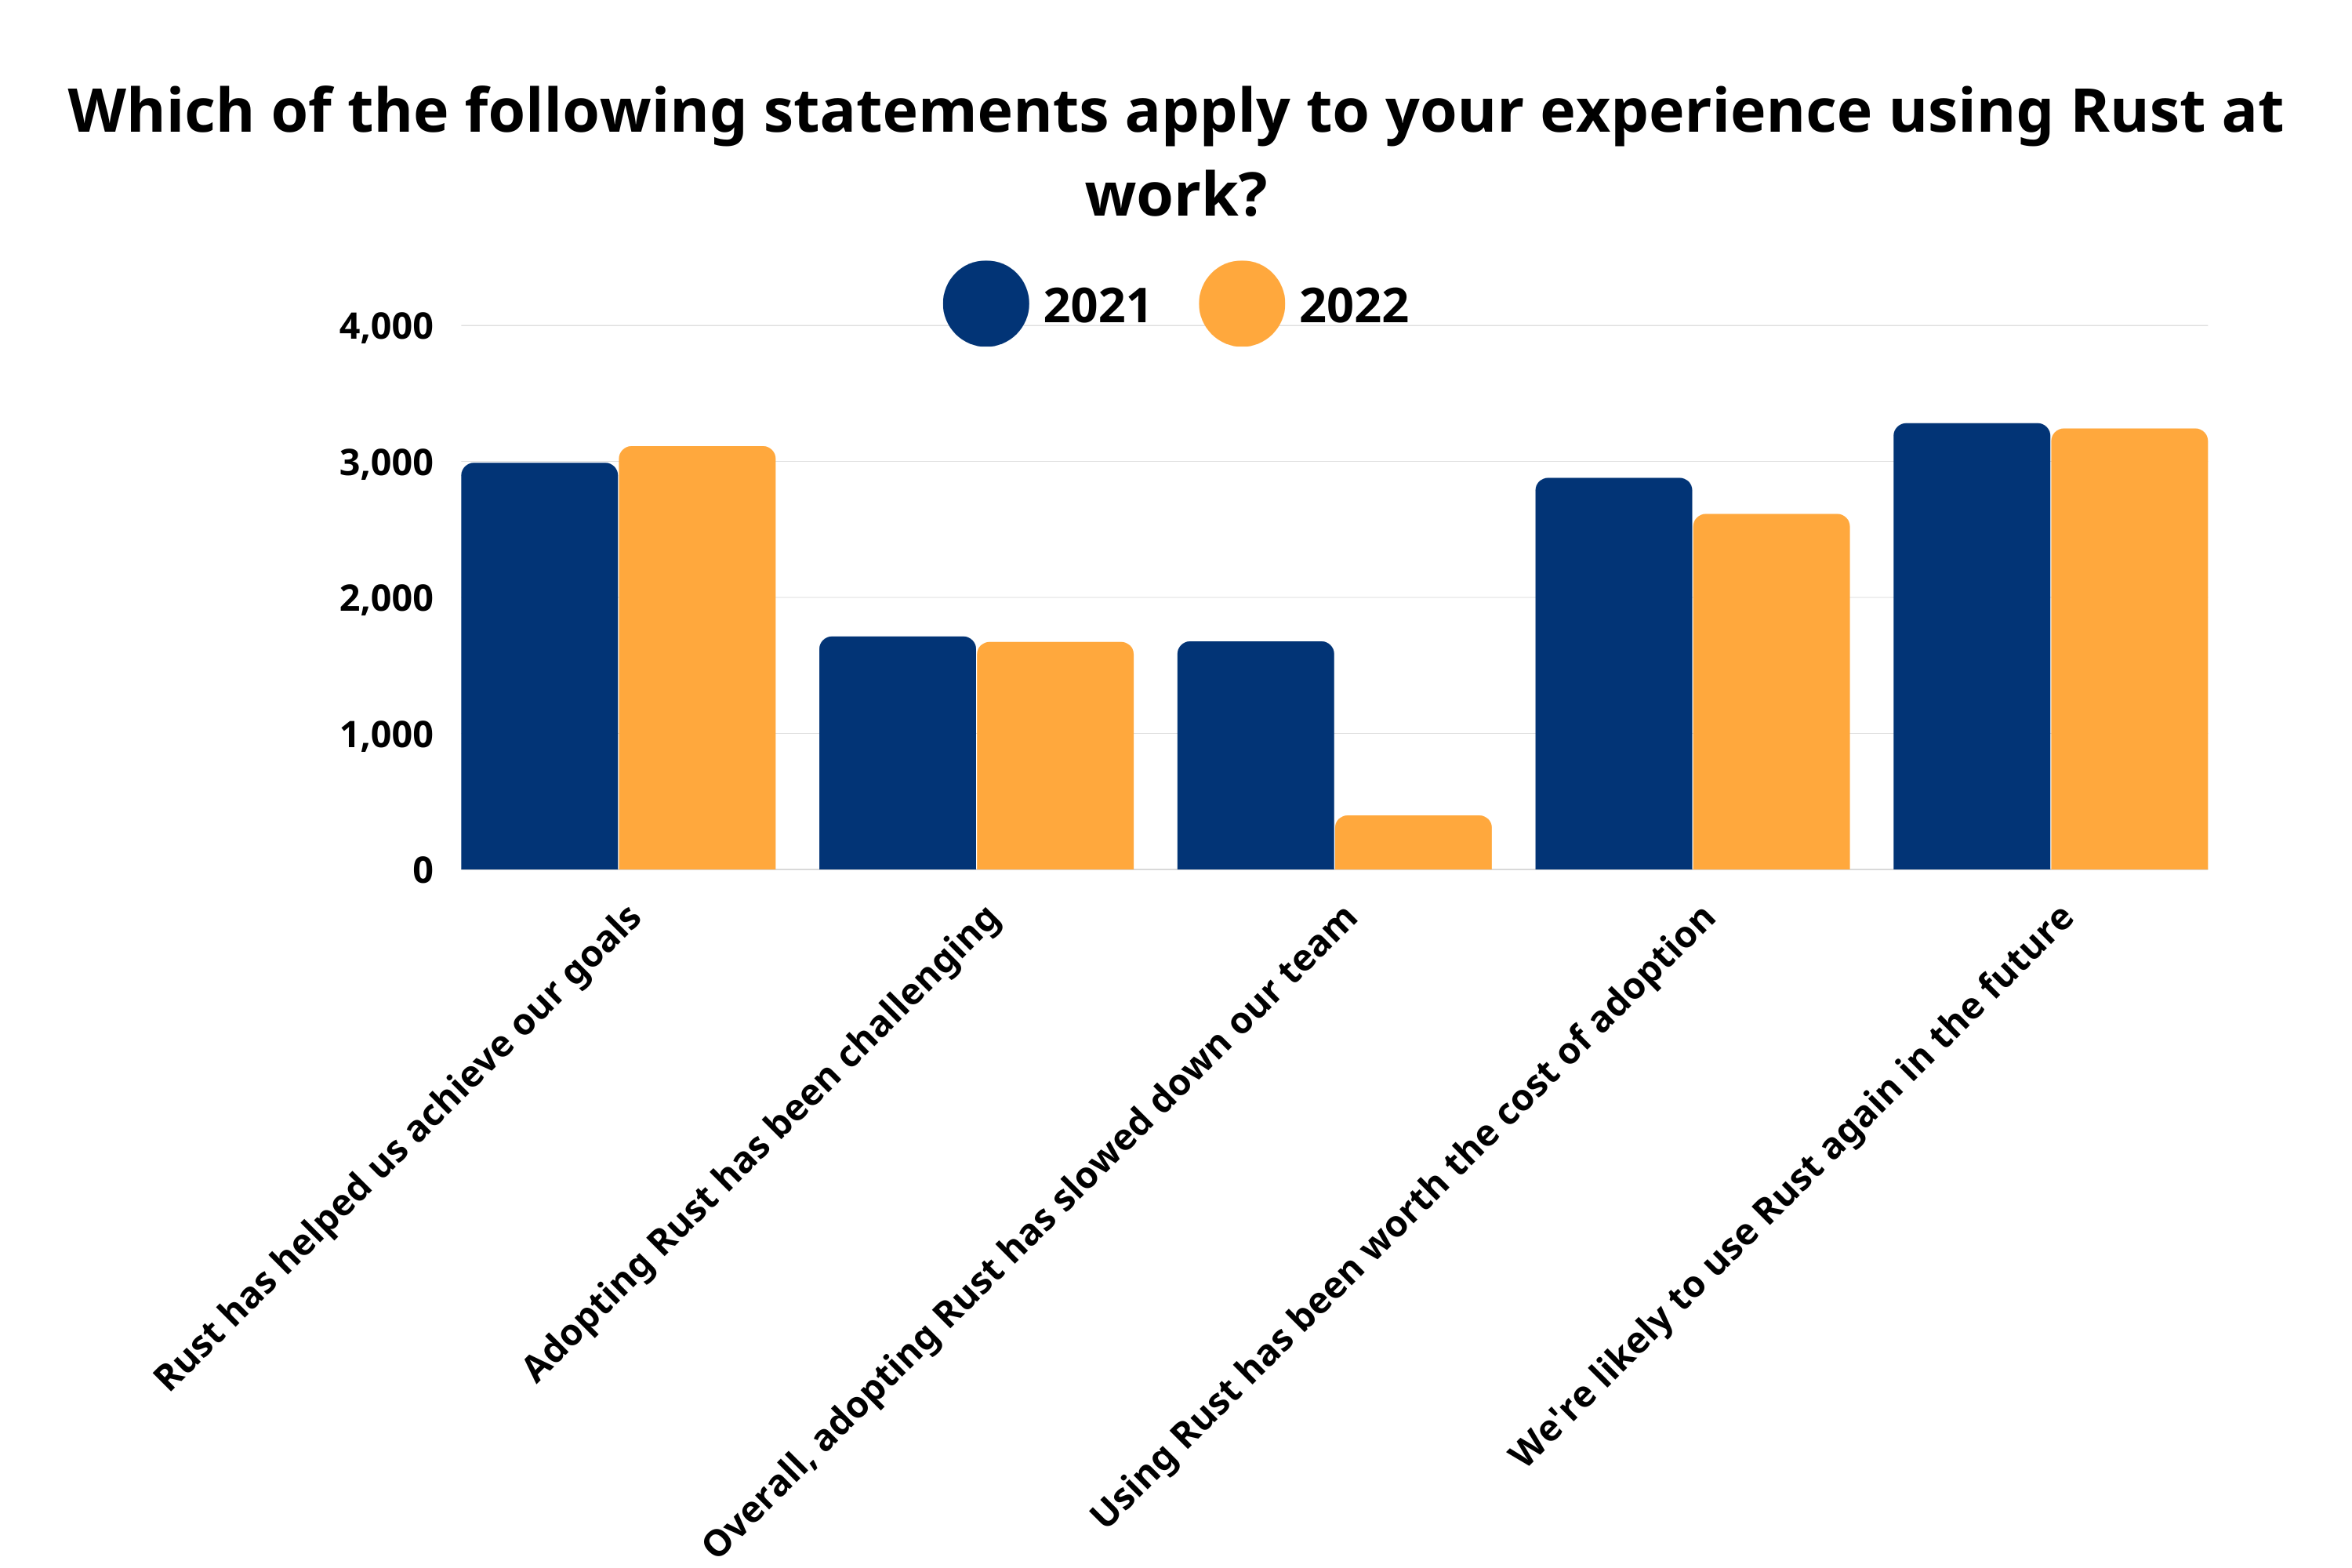 Which of the following statements apply to your experience using Rust at
work?
2021
2022
4,000
3,000
2,000
1,000
0
Rust has helped us achieve our goals
Adopting Rust has been challenging
Overall, adopting Rust has slowed down our team
Using Rust has been worth the cost of adoption
We're likely to use Rust again in the future